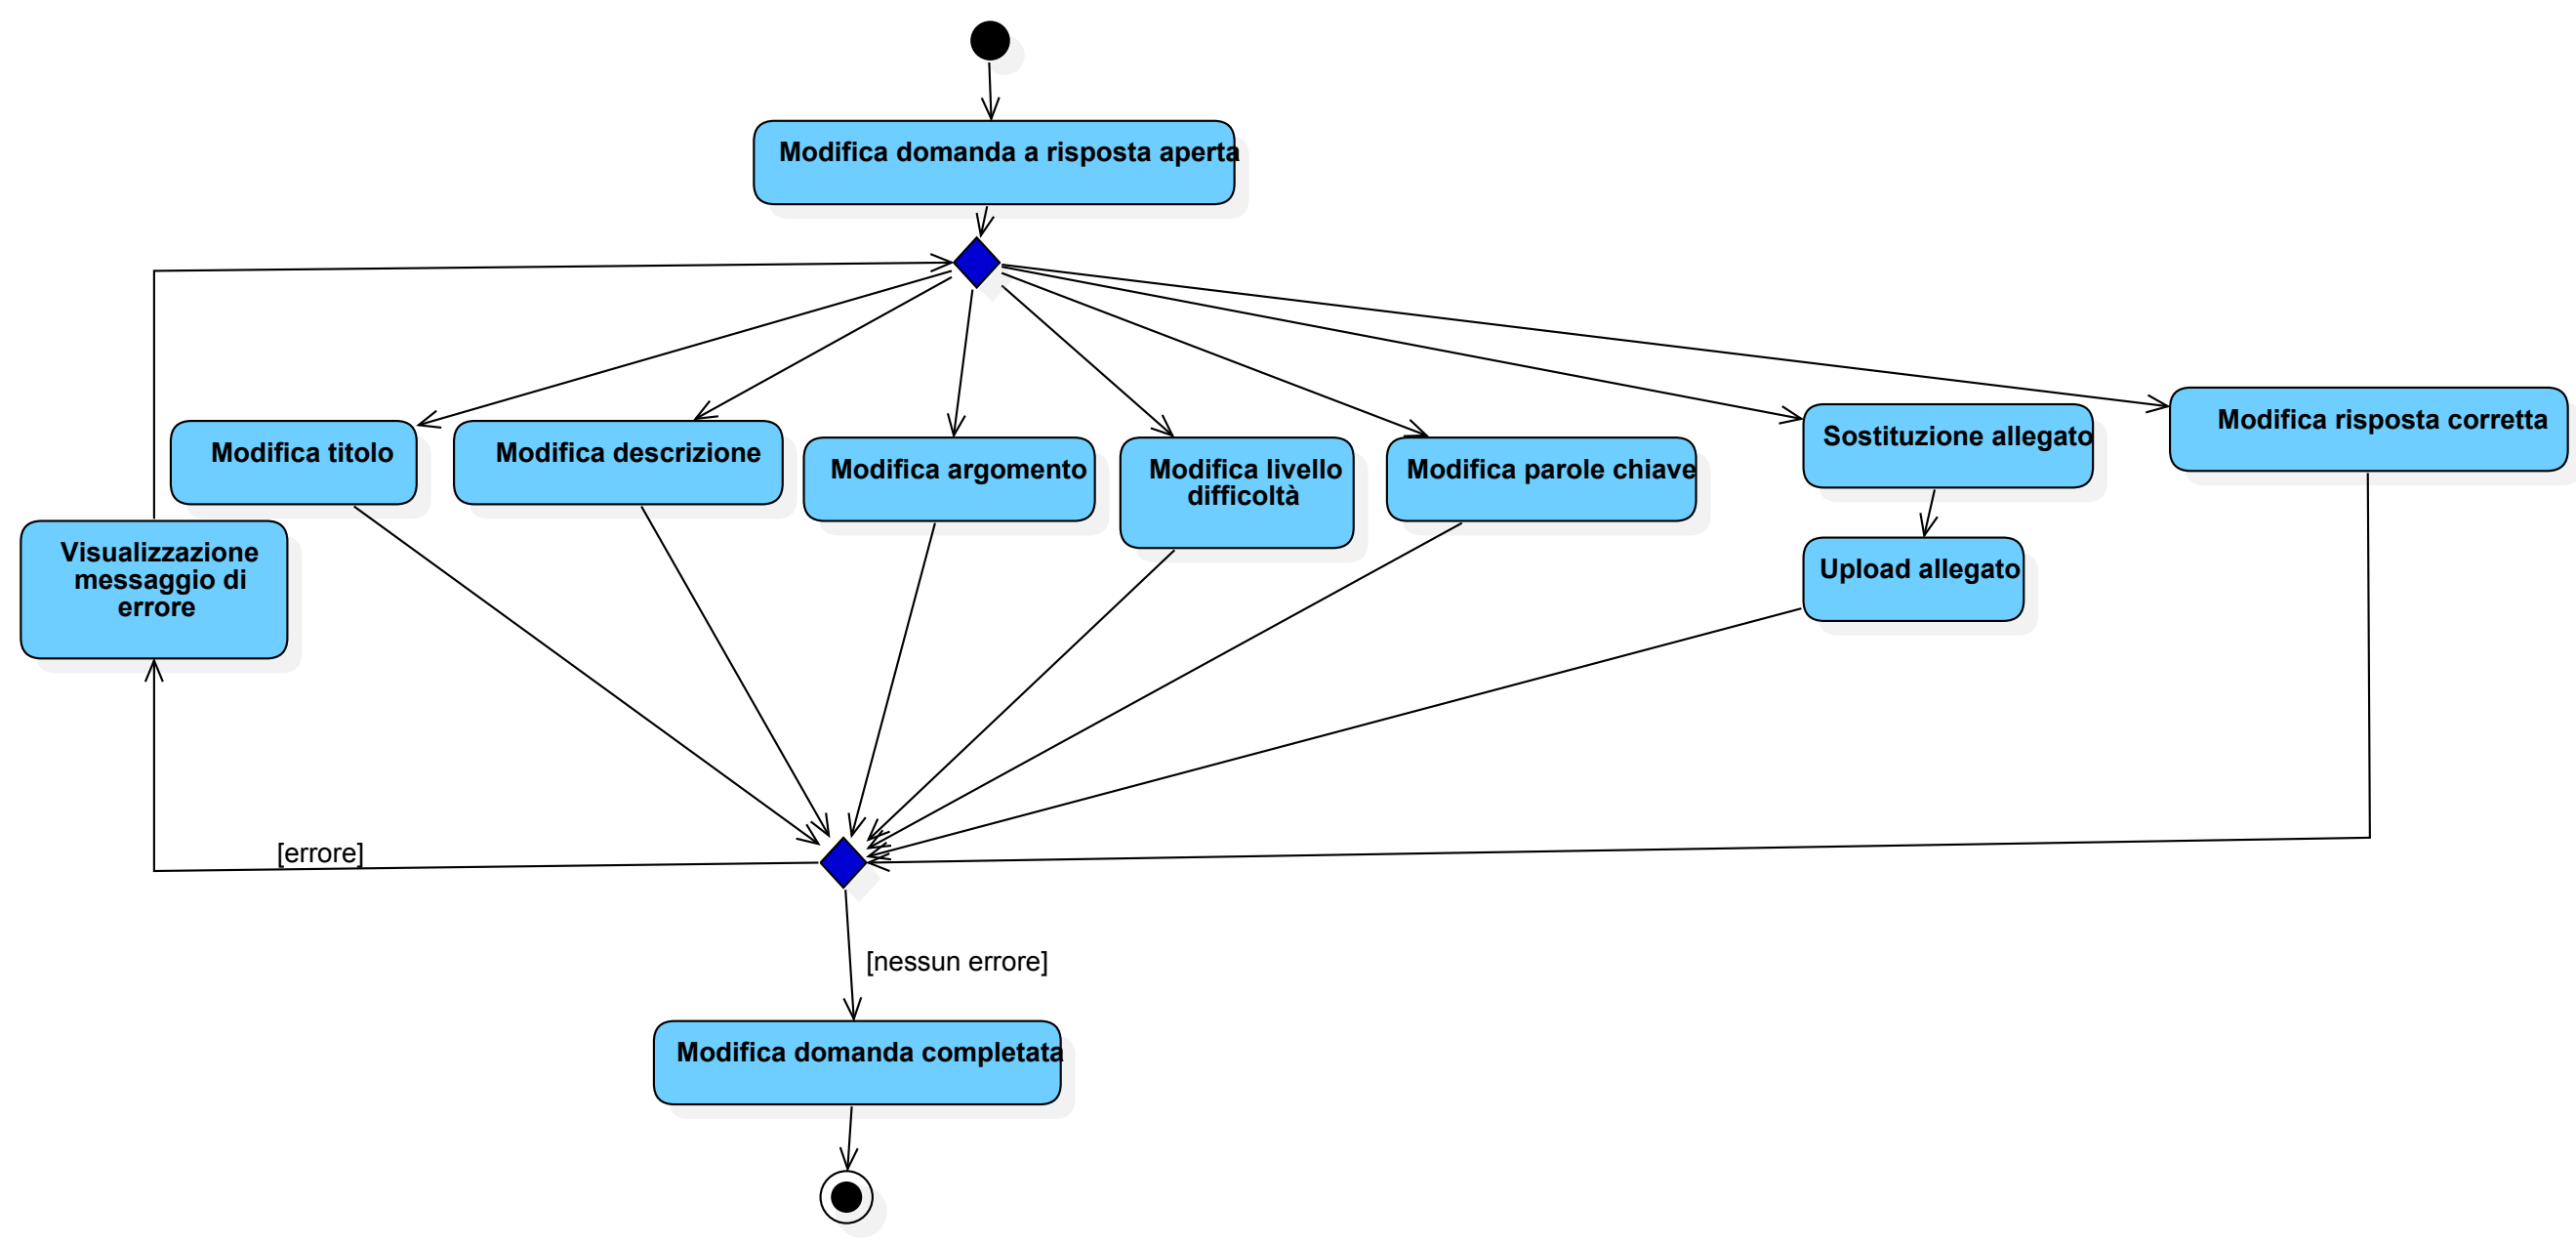 Modifica domanda a risposta aperta
Modifica titolo
Modifica descrizione
Modifica argomento
Modifica livello
difficoltà
Modifica parole chiave
Sostituzione allegato
Modifica risposta corretta
Visualizzazione
messaggio di
errore
Upload allegato
[errore]
[nessun errore]
Modifica domanda completata